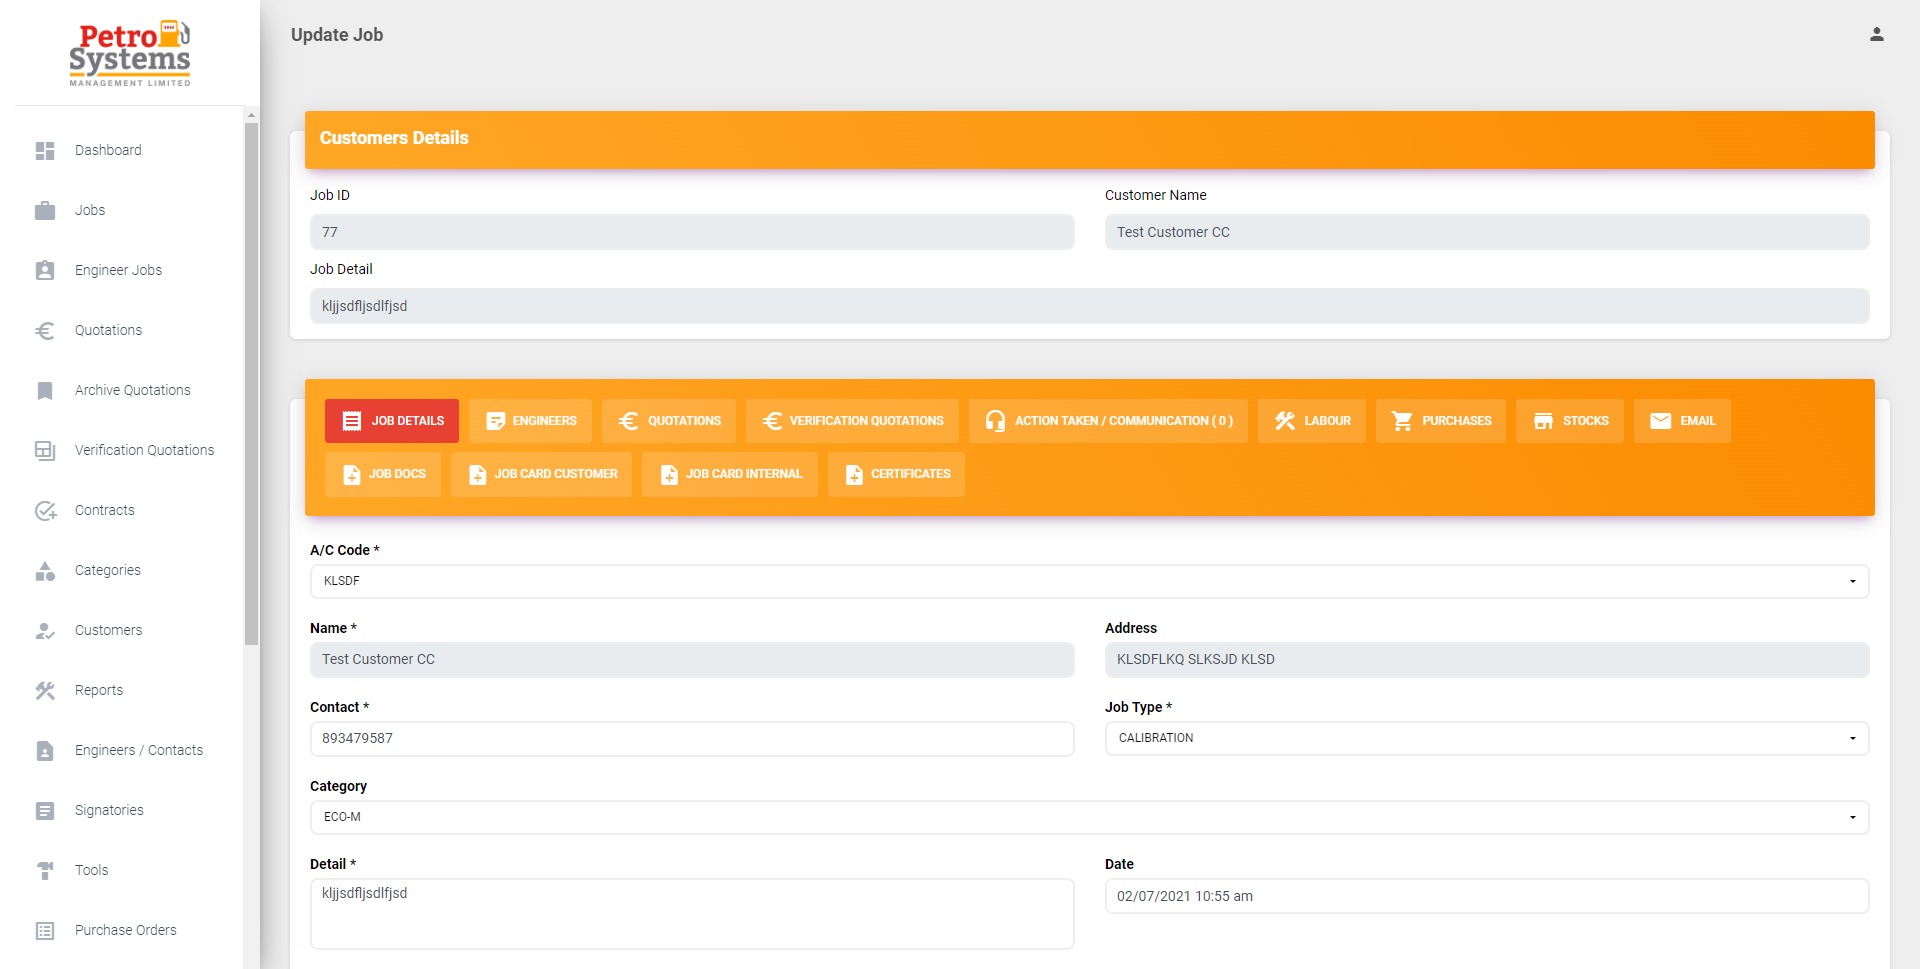 Petro
Systems
MANAGEMENT LIMITED
Dashboard
Jobs
Engineer Jobs
Quotations
Archive Quotations
Verification Quotations
Contracts
Categories
Customers
Reports
Engineers / Contacts
Signatories
Tools
Purchase Orders
Update Job
Customers Details
Job ID
Customer Name
77
Test Customer CC
Job Detail
kljjsdfljsdlfjsd
JOB DETAILS
ENGINEERS
QUOTATIONS
VERIFICATION QUOTATIONS
ACTION TAKEN / COMMUNICATION ( 0 )
LABOUR
PURCHASES
STOCKS
EMAIL
JOB DOCS
JOB CARD CUSTOMER
JOB CARD INTERNAL
CERTIFICATES
A/C Code *
KLSDF
Name *
Address
Test Customer CC
KLSDFLKQ SLKSJD KLSD
Contact *
Job Type *
893479587
CALIBRATION
Category
ECO-M
Detail *
Date
kljjsdfljsdlfjsd
02/07/2021 10:55 am